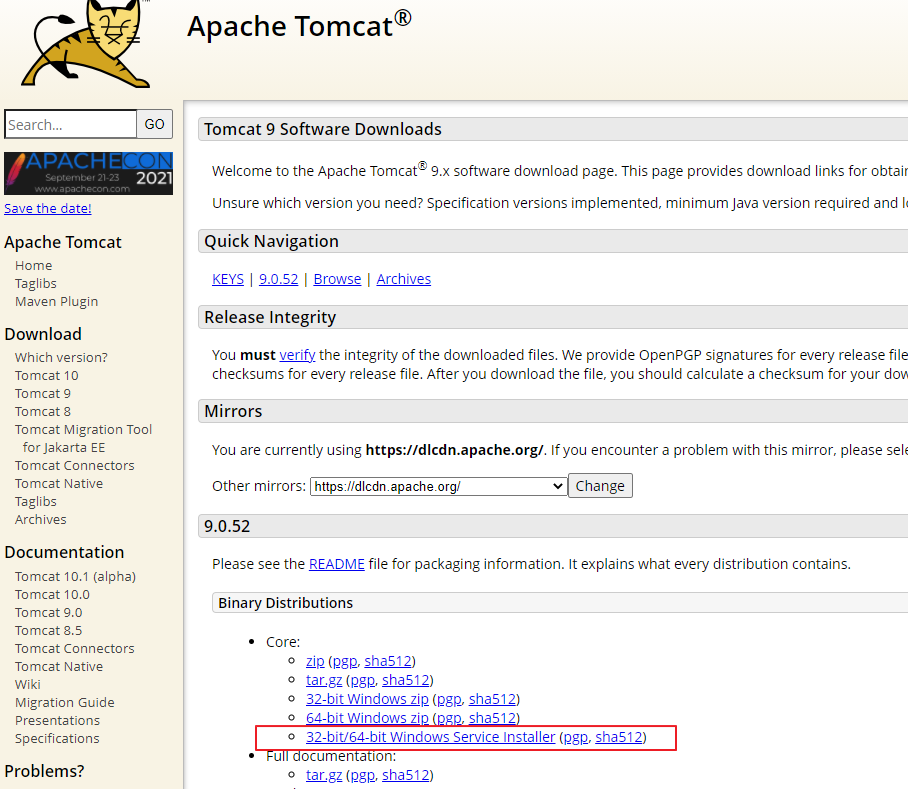 Apache Tomcat®
Search...
GO
APACHECON
September 21-23
2021
www.apachecon.com
Save the date!
Apache Tomcat
Home
Taglibs
Maven Plugin
Download
Which version?
Tomcat 10
Tomcat 9
Tomcat 8
Tomcat Migration Tool
for Jakarta EE
Tomcat Connectors
Tomcat Native
Taglibs
Archives
Documentation
Tomcat 10.1 (alpha)
Tomcat 10.0
Tomcat 9.0
Tomcat 8.5
Tomcat Connectors
Tomcat Native
Wiki
Migration Guide
Presentations
Specifications
Problems?
Tomcat 9 Software Downloads
Welcome to the Apache Tomcat® 9.x software download page. This page provides download links for obtain
Unsure which version you need? Specification versions implemented, minimum Java version required and lo
Quick Navigation
KEYS | 9.0.52 | Browse | Archives
Release Integrity
You must verify the integrity of the downloaded files. We provide OpenPGP signatures for every release file
checksums for every release file. After you download the file, you should calculate a checksum for your dow
Mirrors
You are currently using https://dlcdn.apache.org/. If you encounter a problem with this mirror, please sele
Other mirrors: https://dlcdn.apache.org/ Change
9.0.52
Please see the README file for packaging information. It explains what every distribution contains.
Binary Distributions
• Core:
◦ zip (pgp, sha512)
◦ tar.gz (pgp, sha512)
◦ 32-bit Windows zip (pgp, sha512)
◦ 64-bit Windows zip (pgp, sha512)
◦ 32-bit/64-bit Windows Service Installer (pgp, sha512)
• Full documentation:
◦ tar.gz (pgp, sha512)